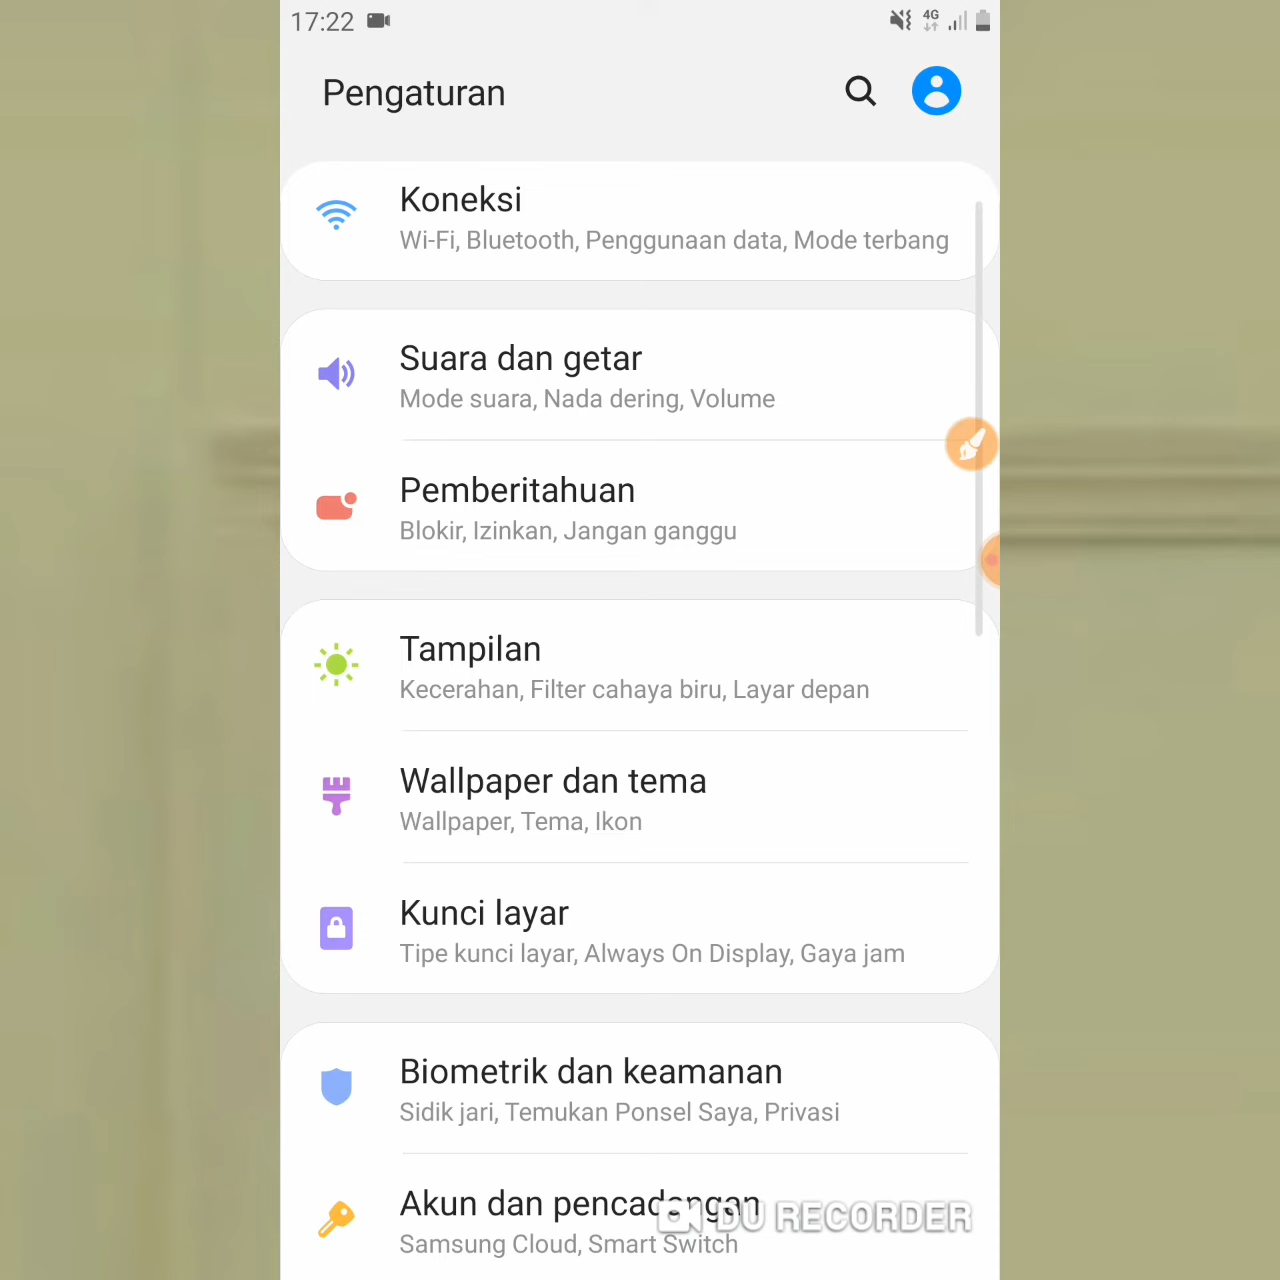 17:22
4G
Pengaturan
Koneksi
Wi-Fi, Bluetooth, Penggunaan data, Mode terbang
Suara dan getar
Mode suara, Nada dering, Volume
Pemberitahuan
Blokir, Izinkan, Jangan ganggu
Tampilan
Kecerahan, Filter cahaya biru, Layar depan
Wallpaper dan tema
Wallpaper, Tema, Ikon
Kunci layar
Tipe kunci layar, Always On Display, Gaya jam
Biometrik dan keamanan
Sidik jari, Temukan Ponsel Saya, Privasi
Akun dan pencadangan
DU RECORDER
Samsung Cloud, Smart Switch